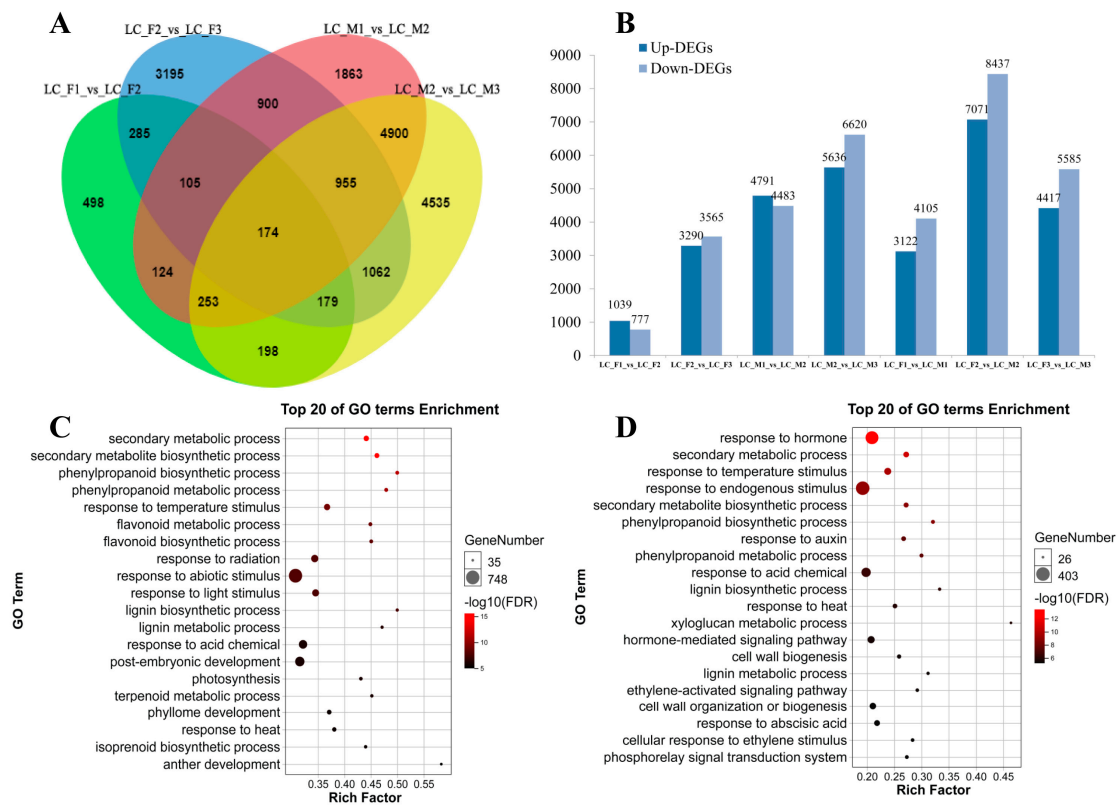 A
LC_F2_vs_LC_F3
LC_M1_vs_LC_M2
LC_F1_vs_LC_F2
LC_M2_vs_LC_M3
3195
1863
900
285
4900
105
955
498
4535
174
124
1062
253
179
198
B
Up-DEGs
Down-DEGs
9000
8000
7000
6000
5000
4000
3000
2000
1000
0
1039
777
3290
3565
4791
4483
5636
6620
3122
4105
7071
8437
4417
5585
LC_F1_vs_LC_F2
LC_F2_vs_LC_F3
LC_M1_vs_LC_M2
LC_M2_vs_LC_M3
LC_F1_vs_LC_M1
LC_F2_vs_LC_M2
LC_F3_vs_LC_M3
C
Top 20 of GO terms Enrichment
GO Term
secondary metabolic process
secondary metabolite biosynthetic process
phenylpropanoid biosynthetic process
phenylpropanoid metabolic process
response to temperature stimulus
flavonoid metabolic process
flavonoid biosynthetic process
response to radiation
response to abiotic stimulus
response to light stimulus
lignin biosynthetic process
lignin metabolic process
response to acid chemical
post-embryonic development
photosynthesis
terpenoid metabolic process
phyllome development
response to heat
isoprenoid biosynthetic process
anther development
0.35 0.40 0.45 0.50 0.55
Rich Factor
GeneNumber
35
748
-log10(FDR)
15
10
5
D
Top 20 of GO terms Enrichment
GO Term
response to hormone
secondary metabolic process
response to temperature stimulus
response to endogenous stimulus
secondary metabolite biosynthetic process
phenylpropanoid biosynthetic process
response to auxin
phenylpropanoid metabolic process
response to acid chemical
lignin biosynthetic process
response to heat
xyloglucan metabolic process
hormone-mediated signaling pathway
cell wall biogenesis
lignin metabolic process
ethylene-activated signaling pathway
cell wall organization or biogenesis
response to abscisic acid
cellular response to ethylene stimulus
phosphorelay signal transduction system
0.20 0.25 0.30 0.35 0.40 0.45
Rich Factor
GeneNumber
26
403
-log10(FDR)
12
10
8
6